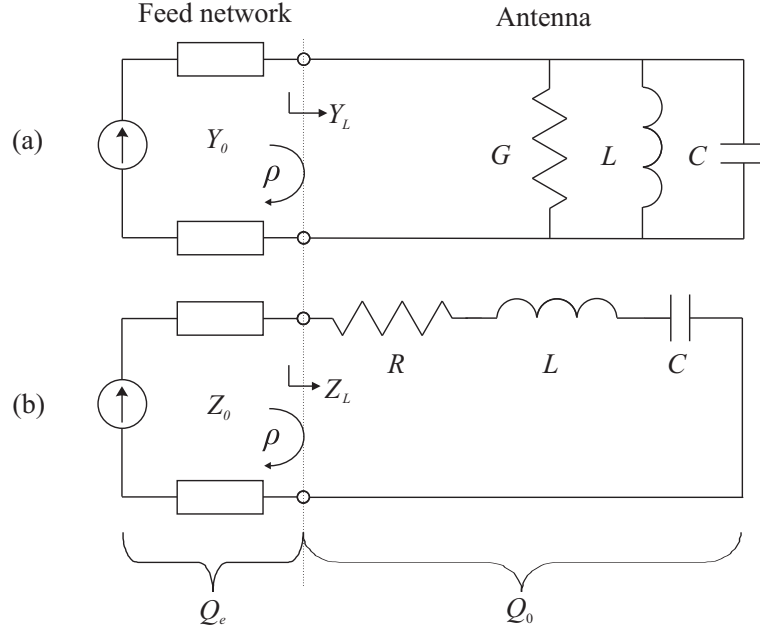 Feed network Antenna
(a) Y_0 Y_L ρ G L C
R L C
(b) Z_0 Z_L ρ
Q_e Q_0